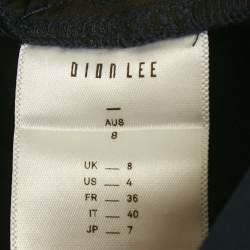 DION LEE
—
AUS
8
UK - 8
US - 4
FR - 36
IT - 40
JP - 7